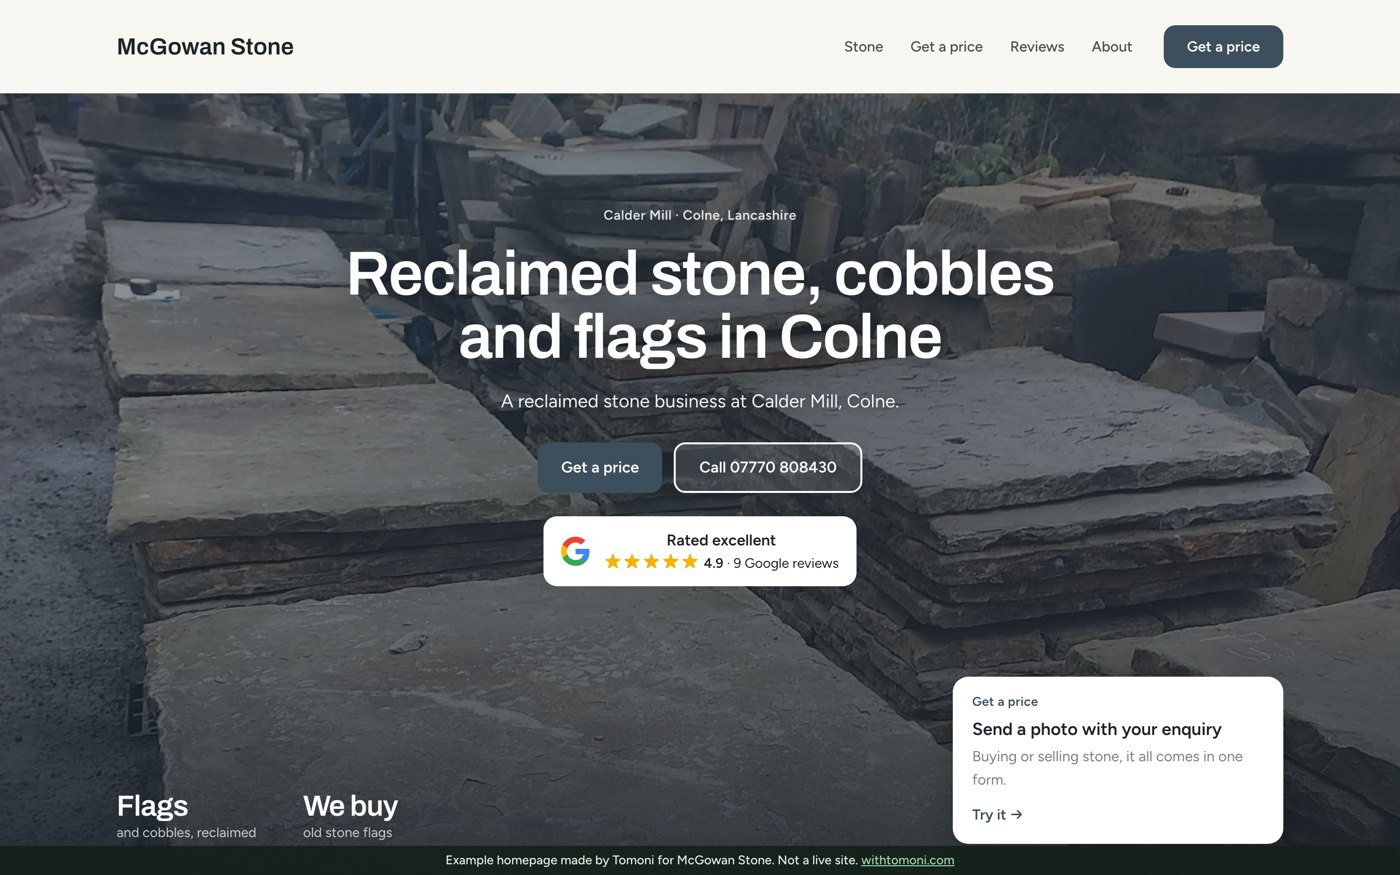 McGowan Stone
Stone
Get a price
Reviews
About
Get a price
Calder Mill · Colne, Lancashire
Reclaimed stone, cobbles
and flags in Colne
A reclaimed stone business at Calder Mill, Colne.
Get a price
Call 07770 808430
Rated excellent
4.9 · 9 Google reviews
Get a price
Send a photo with your enquiry
Buying or selling stone, it all comes in one
form.
Try it →
Flags
and cobbles, reclaimed
We buy
old stone flags
Example homepage made by Tomoni for McGowan Stone. Not a live site. withtomoni.com